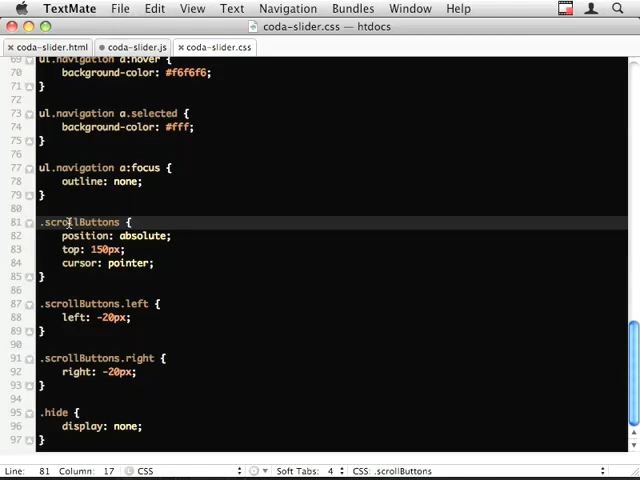 TextMate File Edit View Text Navigation Bundles Window Help
coda-slider.css — htdocs
coda-slider.html coda-slider.js coda-slider.css
69 ul.navigation a:hover {
70 background-color: #f6f6f6;
71 }
72
73 ul.navigation a.selected {
74 background-color: #fff;
75 }
76
77 ul.navigation a:focus {
78 outline: none;
79 }
80
81 .scrollButtons {
82 position: absolute;
83 top: 150px;
84 cursor: pointer;
85 }
86
87 .scrollButtons.left {
88 left: -20px;
89 }
90
91 .scrollButtons.right {
92 right: -20px;
93 }
94
95 .hide {
96 display: none;
97 }
Line: 81 Column: 17 CSS Soft Tabs: 4 CSS: .scrollButtons